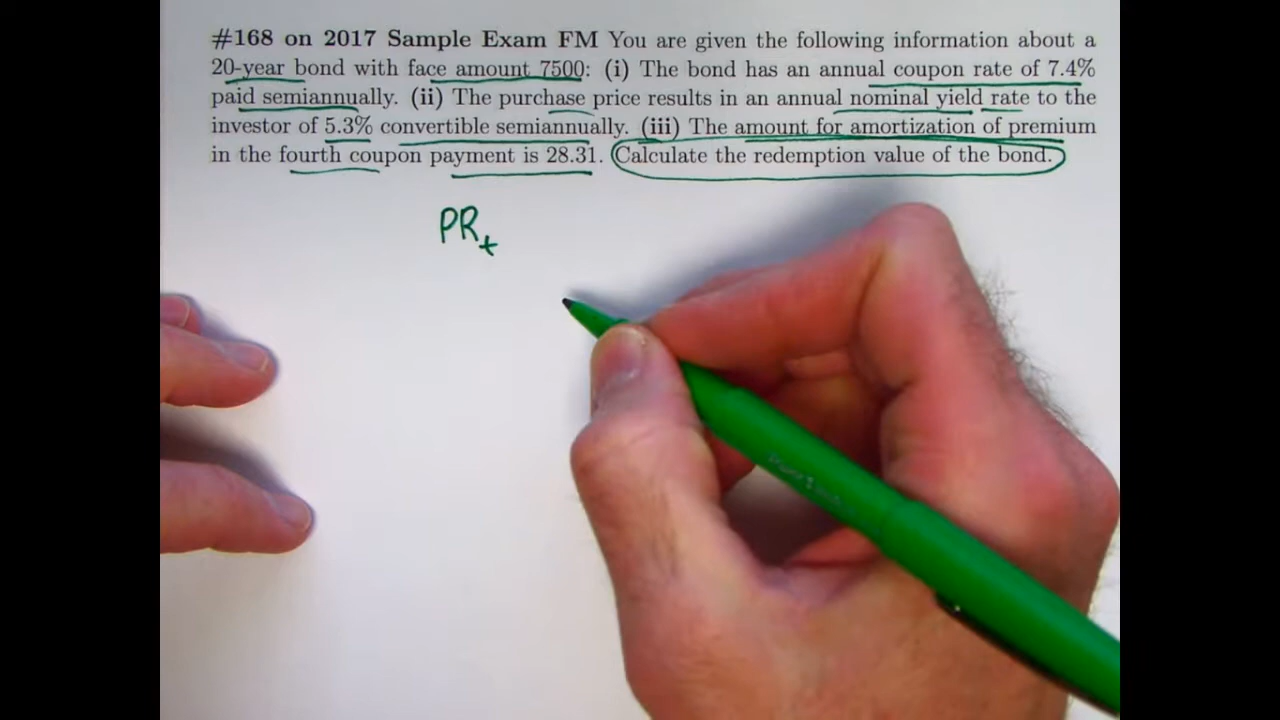 #168 on 2017 Sample Exam FM You are given the following information about a
20-year bond with face amount 7500: (i) The bond has an annual coupon rate of 7.4%
paid semiannually. (ii) The purchase price results in an annual nominal yield rate to the
investor of 5.3% convertible semiannually. (iii) The amount for amortization of premium
in the fourth coupon payment is 28.31. Calculate the redemption value of the bond.
PR_t